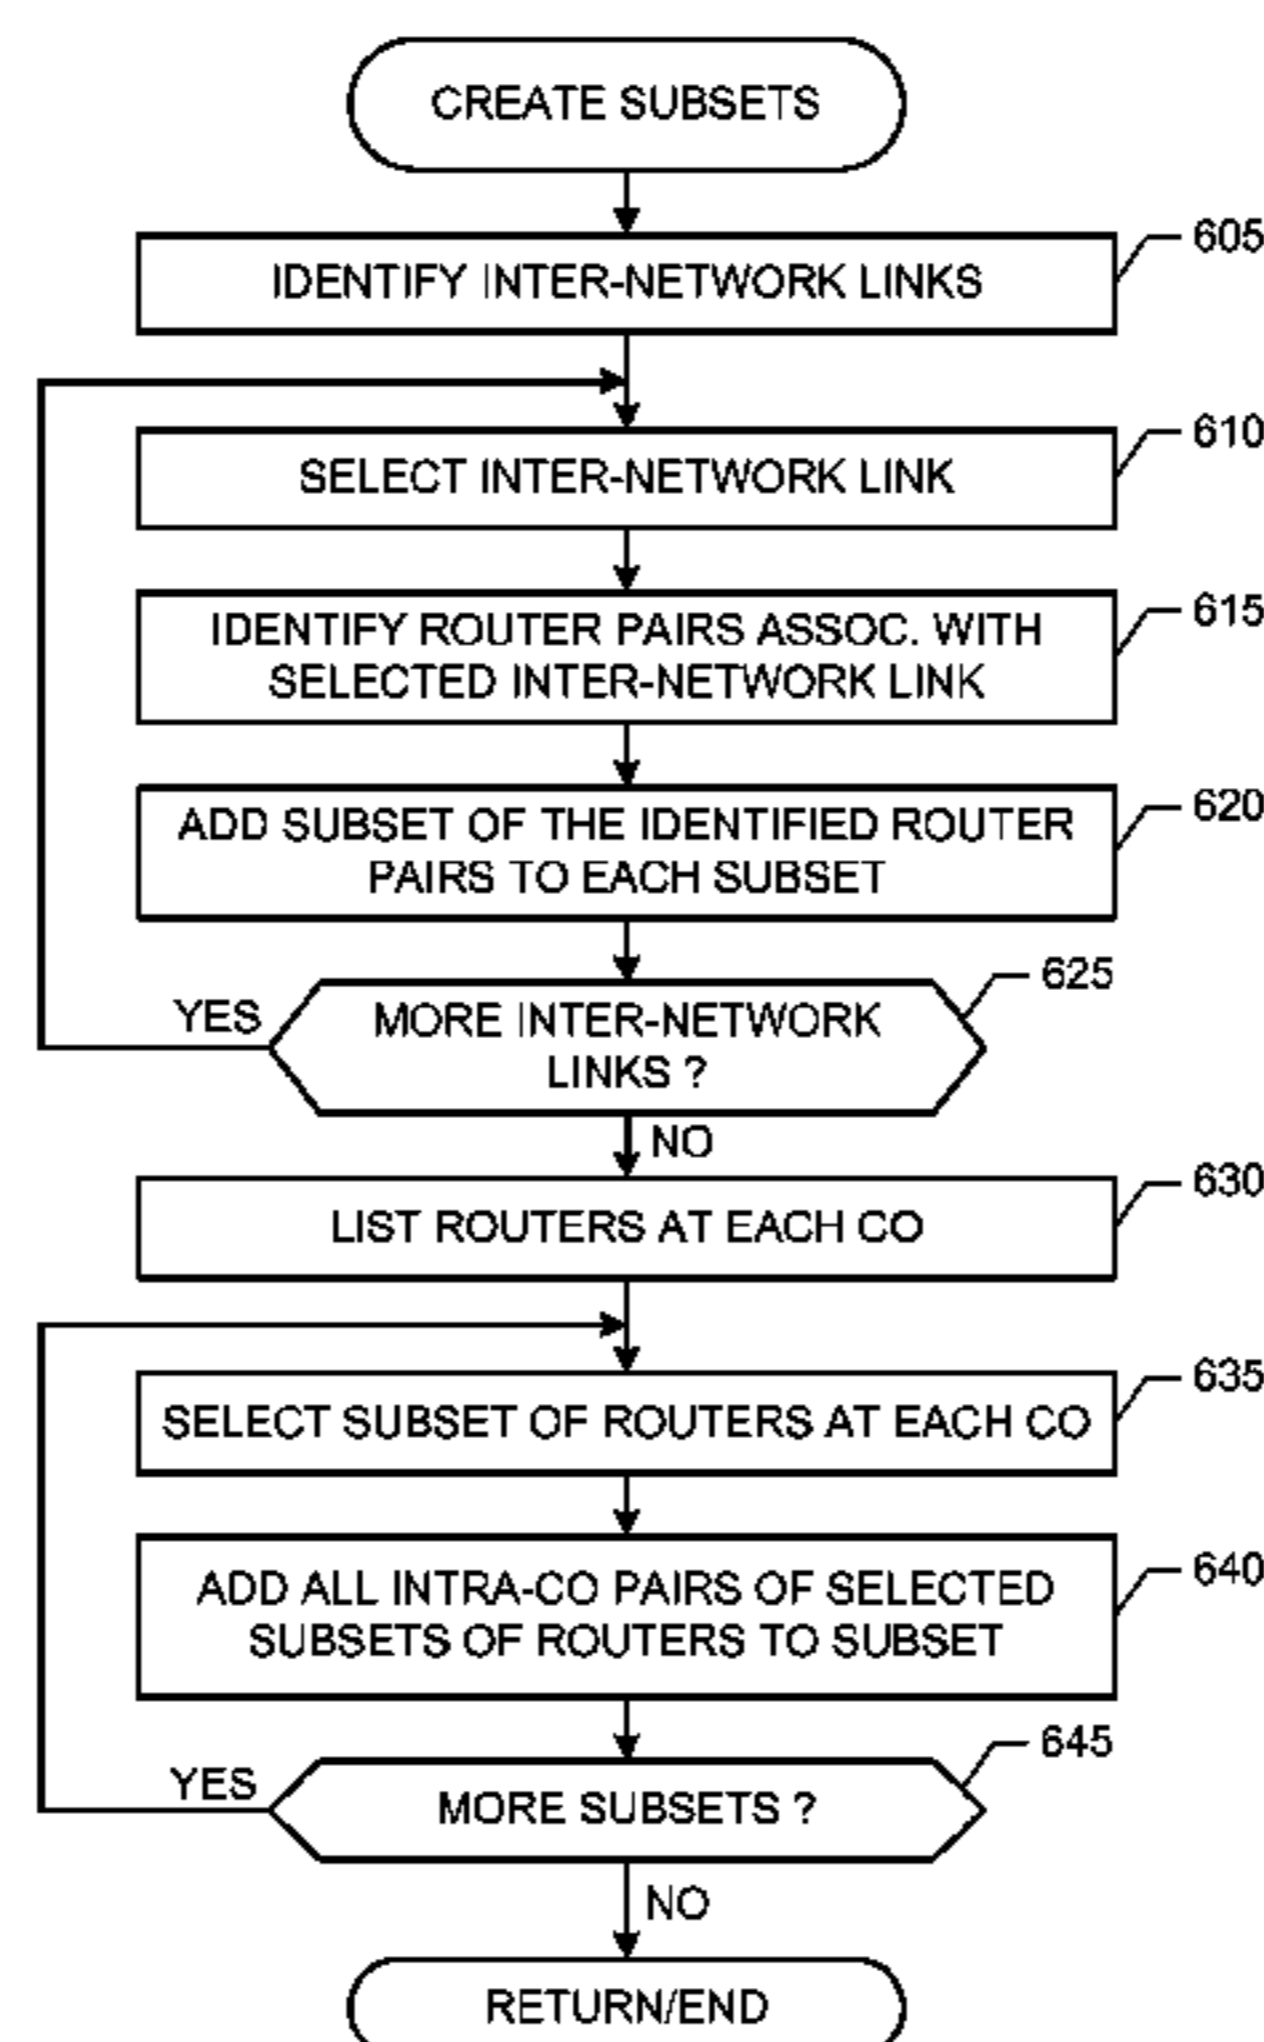 CREATE SUBSETS
605
IDENTIFY INTER-NETWORK LINKS
610
SELECT INTER-NETWORK LINK
615
IDENTIFY ROUTER PAIRS ASSOC. WITH
SELECTED INTER-NETWORK LINK
620
ADD SUBSET OF THE IDENTIFIED ROUTER
PAIRS TO EACH SUBSET
625
YES
MORE INTER-NETWORK
LINKS ?
NO
630
LIST ROUTERS AT EACH CO
635
SELECT SUBSET OF ROUTERS AT EACH CO
640
ADD ALL INTRA-CO PAIRS OF SELECTED
SUBSETS OF ROUTERS TO SUBSET
645
YES
MORE SUBSETS ?
NO
RETURN/END